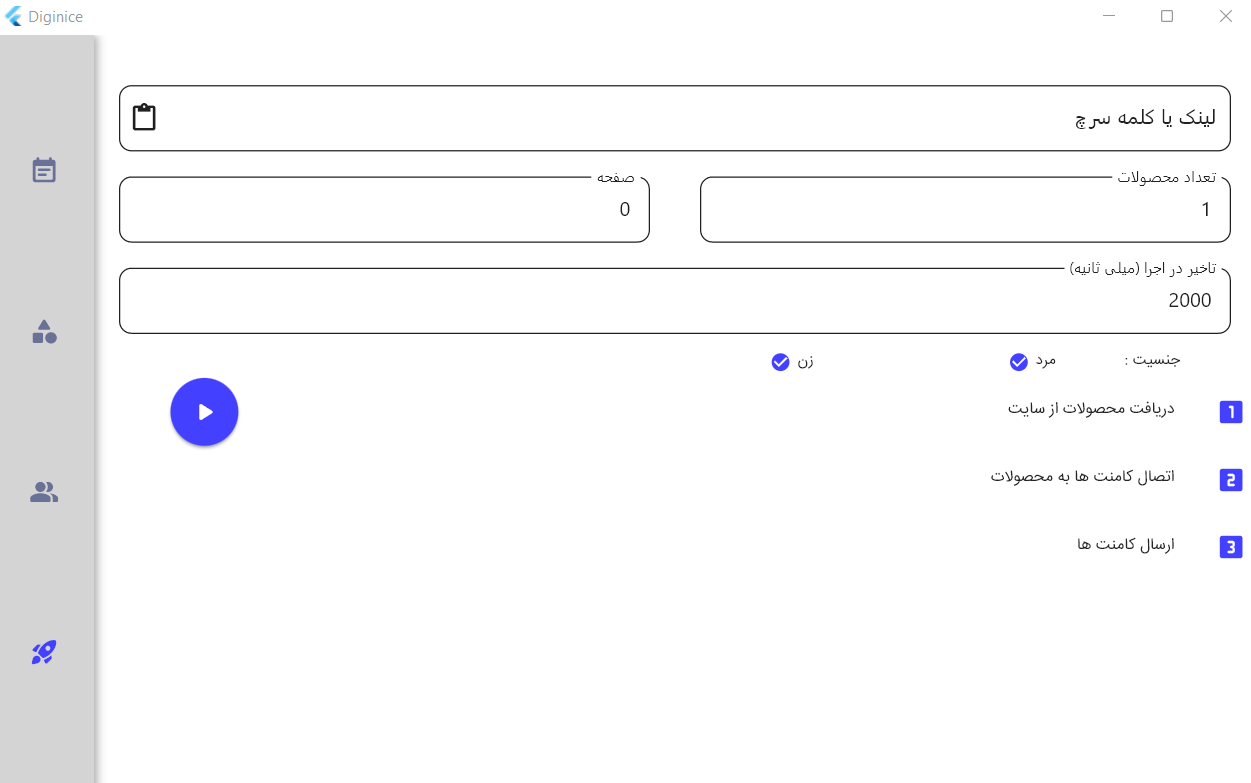 Diginice
لینک یا کلمه سرچ
تعداد محصولات
1
صفحه
0
تاخیر در اجرا (میلی ثانیه)
2000
جنسیت : مرد زن
1 دریافت محصولات از سایت
2 اتصال کامنت ها به محصولات
3 ارسال کامنت ها